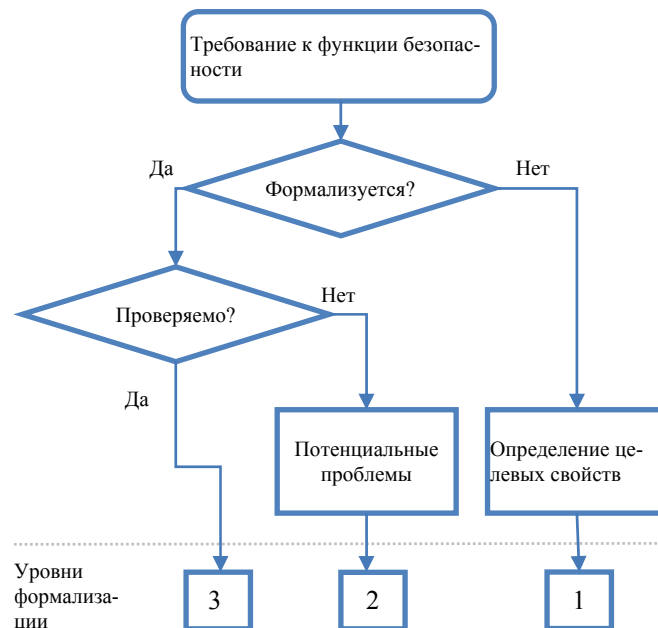 Требование к функции безопас-
ности
Да
Нет
Формализуется?
Нет
Проверяемо?
Да
Потенциальные
проблемы
Определение це-
левых свойств
Уровни
формализа-
ции
3
2
1